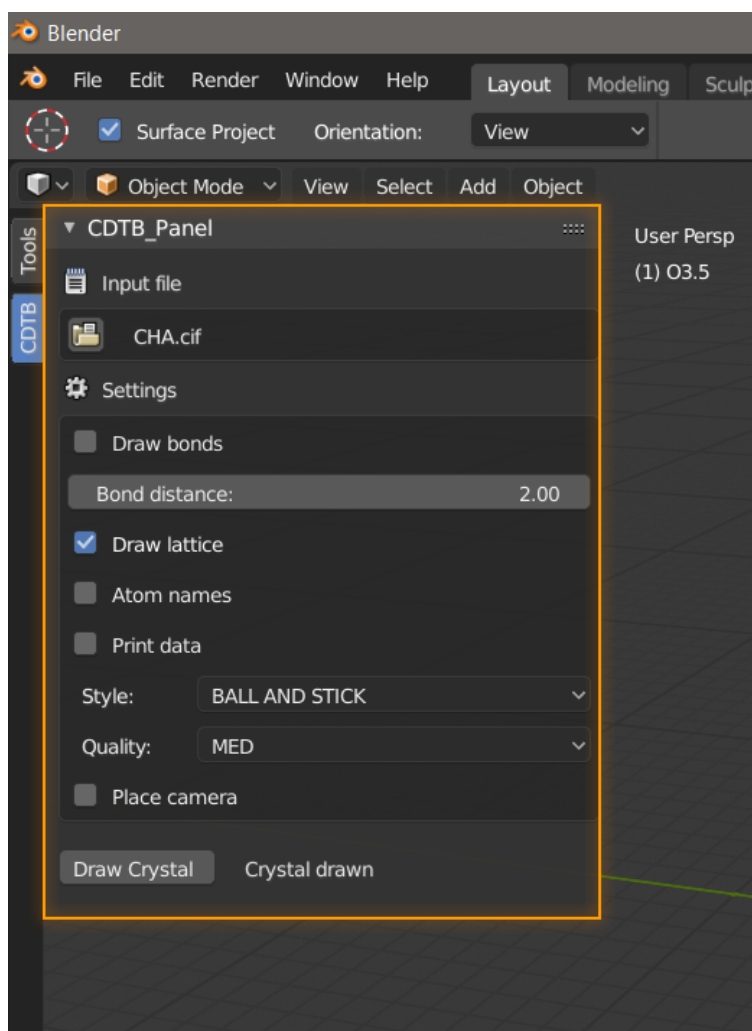 Blender
File Edit Render Window Help Layout Modeling Sculp
Surface Project Orientation: View
Object Mode View Select Add Object
Tools
CDTB
CDTB_Panel
User Persp
(1) O3.5
Input file
CHA.cif
Settings
Draw bonds
Bond distance: 2.00
Draw lattice
Atom names
Print data
Style: BALL AND STICK
Quality: MED
Place camera
Draw Crystal Crystal drawn